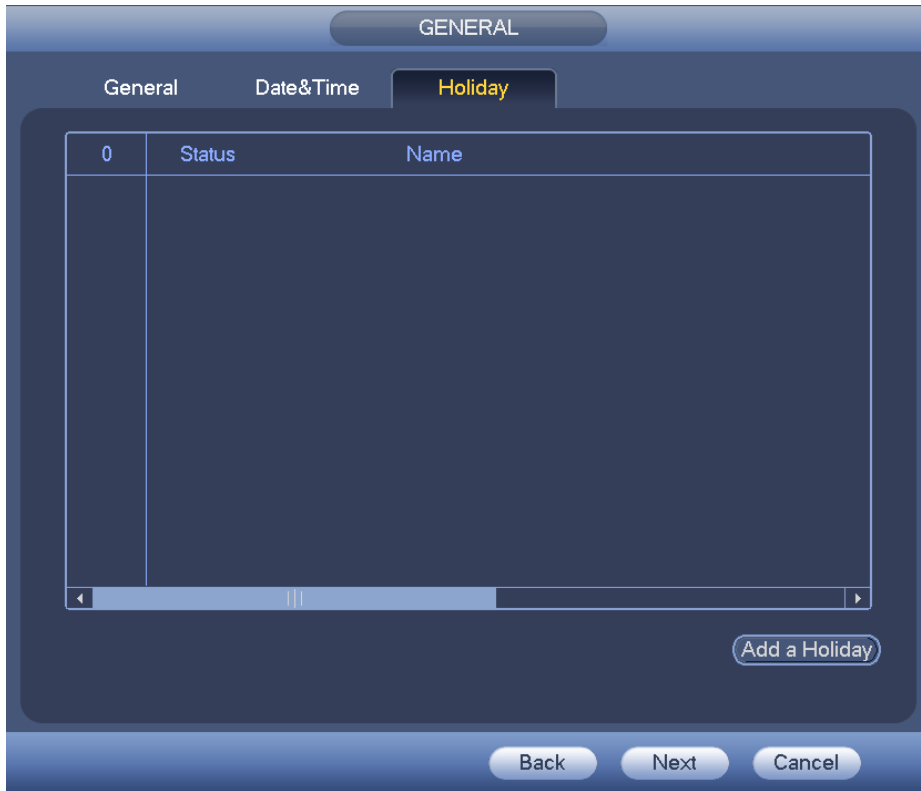 GENERAL
General Date&Time Holiday
0 Status Name
Add a Holiday
Back Next Cancel